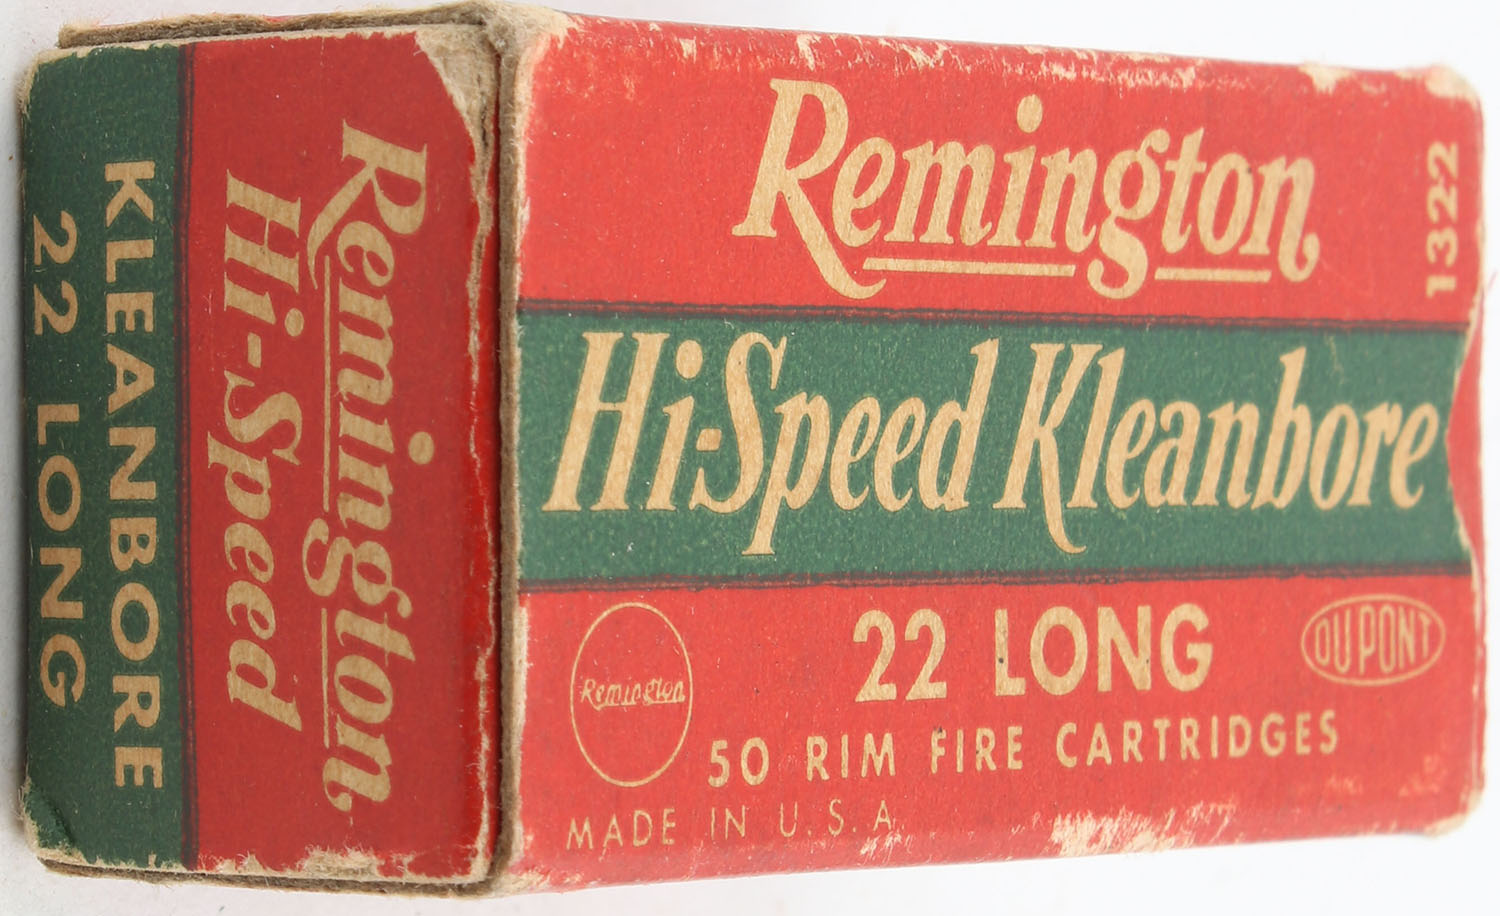 Remington
1322
Hi-Speed Kleanbore
22 LONG
DU PONT
Remington
50 RIM FIRE CARTRIDGES
MADE IN U.S.A.
Remington
Hi-Speed
KLEANBORE
22 LONG